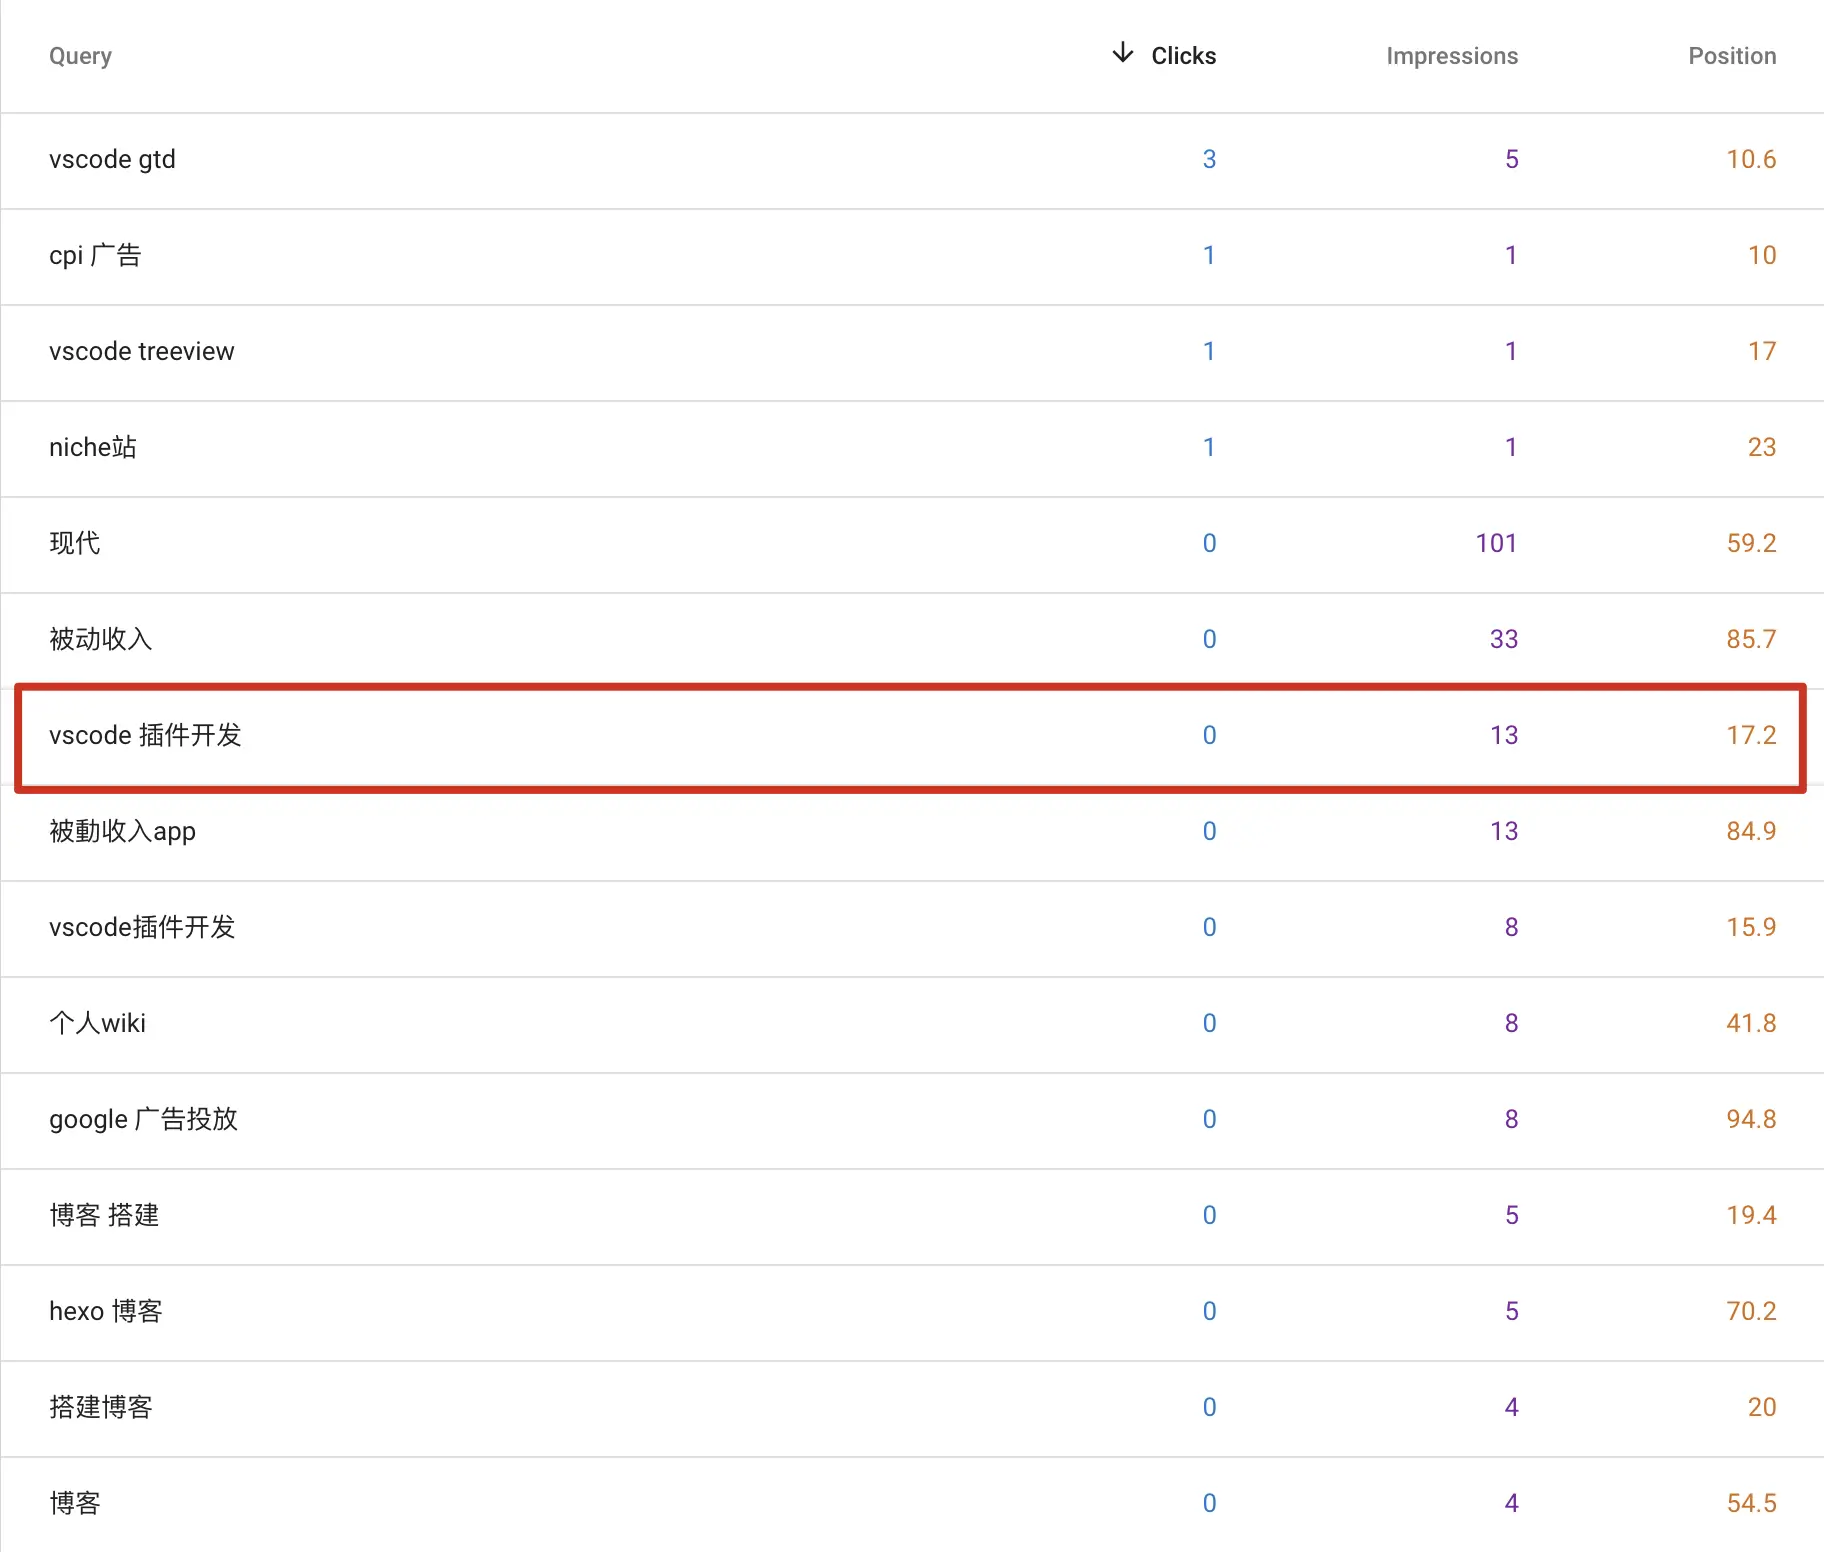 Query ↓ Clicks Impressions Position
vscode gtd 3 5 10.6
cpi 广告 1 1 10
vscode treeview 1 1 17
niche站 1 1 23
现代 0 101 59.2
被动收入 0 33 85.7
vscode 插件开发 0 13 17.2
被動收入app 0 13 84.9
vscode插件开发 0 8 15.9
个人wiki 0 8 41.8
google 广告投放 0 8 94.8
博客 搭建 0 5 19.4
hexo 博客 0 5 70.2
搭建博客 0 4 20
博客 0 4 54.5